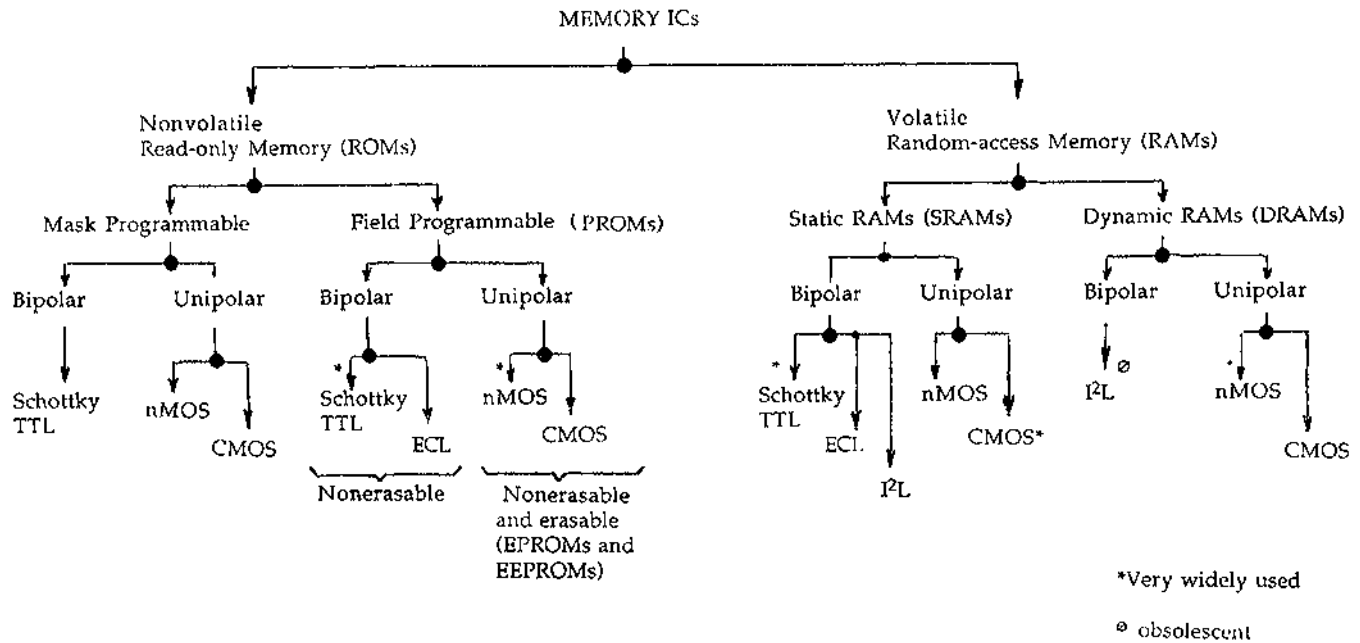 MEMORY ICs
Nonvolatile
Read-only Memory (ROMs)
Volatile
Random-access Memory (RAMs)
Mask Programmable
Field Programmable (PROMs)
Static RAMs (SRAMs)
Dynamic RAMs (DRAMs)
Bipolar
Unipolar
Bipolar
Unipolar
Bipolar
Unipolar
Bipolar
Unipolar
Schottky
TTL
nMOS
CMOS
*
Schottky
TTL
ECL
*
nMOS
CMOS
*
Schottky
TTL
ECL
I²L
nMOS
CMOS*
I²L ⌀
*
nMOS
CMOS
Nonerasable
Nonerasable
and erasable
(EPROMs and
EEPROMs)
*Very widely used
⌀ obsolescent